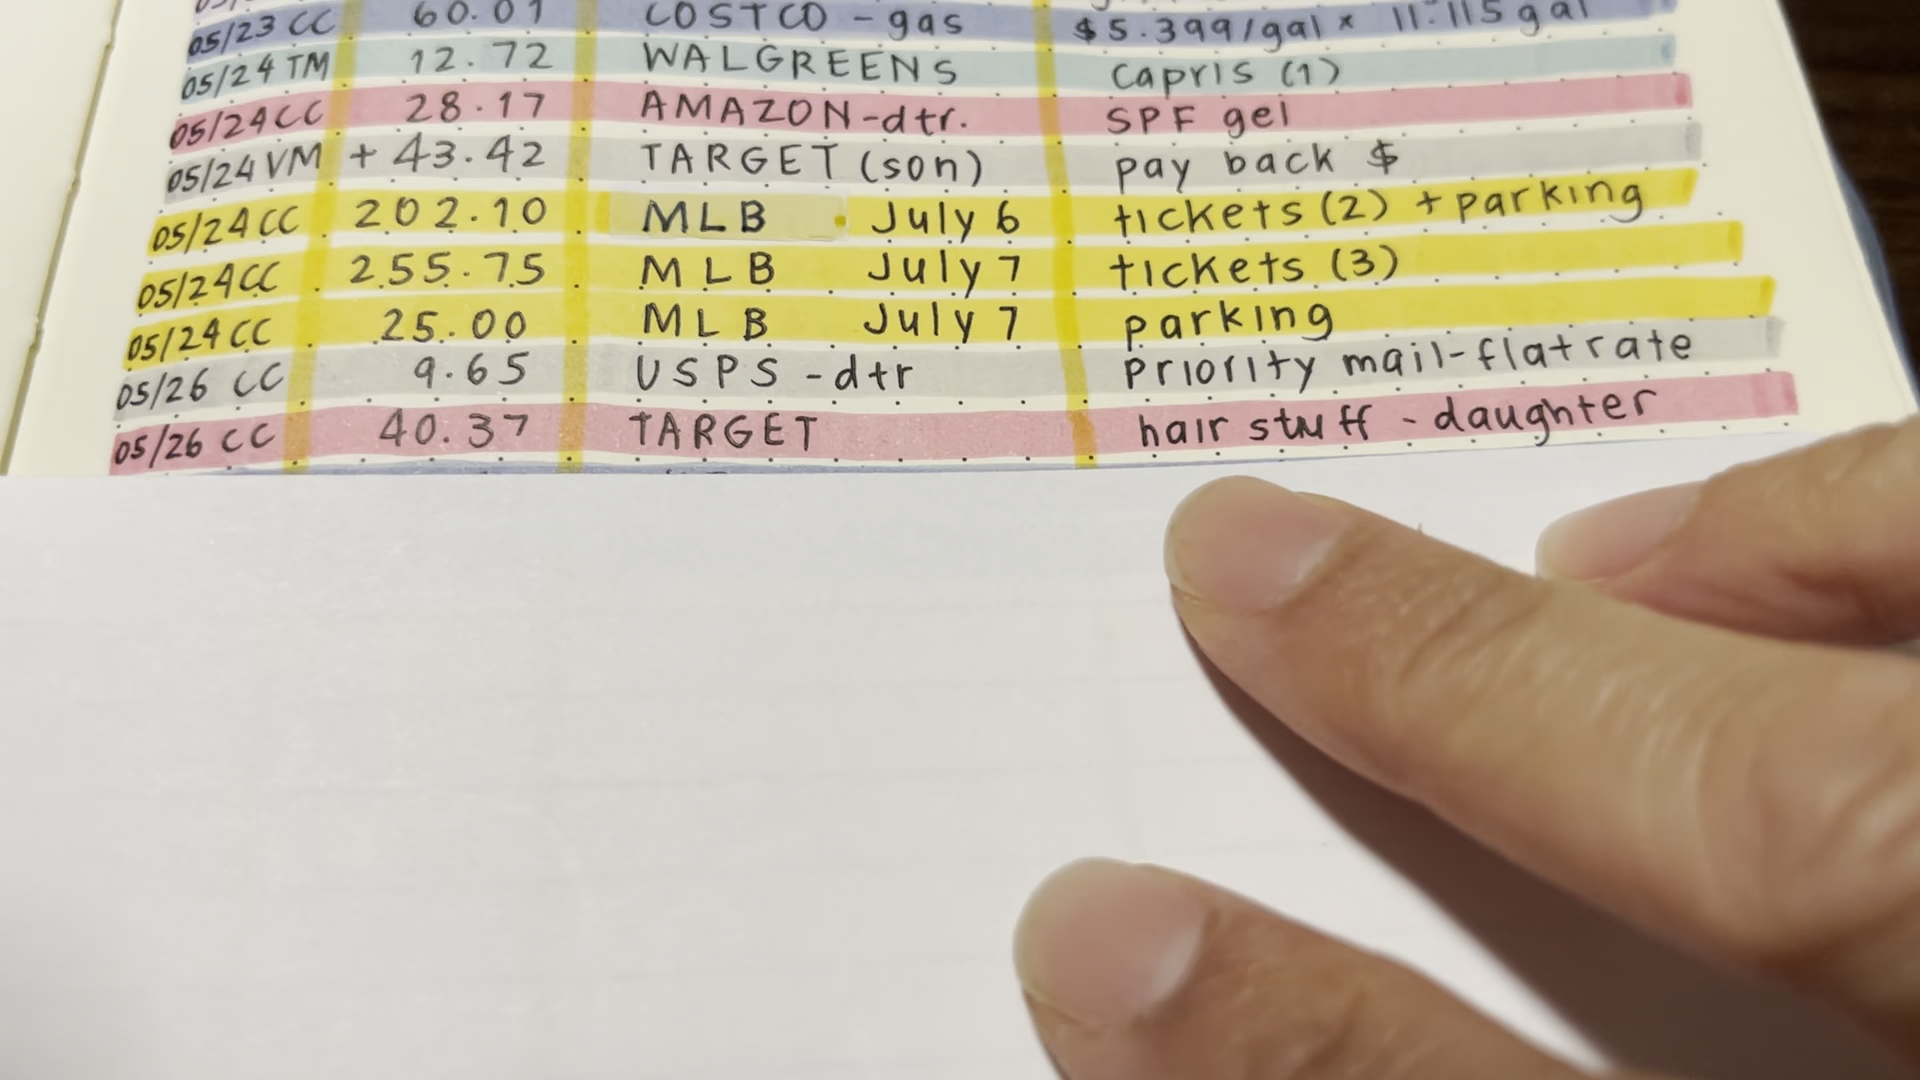 05/23 CC 60.01 COSTCO - gas $5.399/gal × 11.115 gal
05/24 TM 12.72 WALGREENS capris (1)
05/24 CC 28.17 AMAZON-dtr. SPF gel
05/24 VM + 43.42 TARGET (son) pay back $
05/24 CC 202.10 MLB July 6 tickets (2) + parking
05/24 CC 255.75 MLB July 7 tickets (3)
05/24 CC 25.00 MLB July 7 parking
05/26 CC 9.65 USPS - dtr priority mail-flat rate
05/26 CC 40.37 TARGET hair stuff - daughter